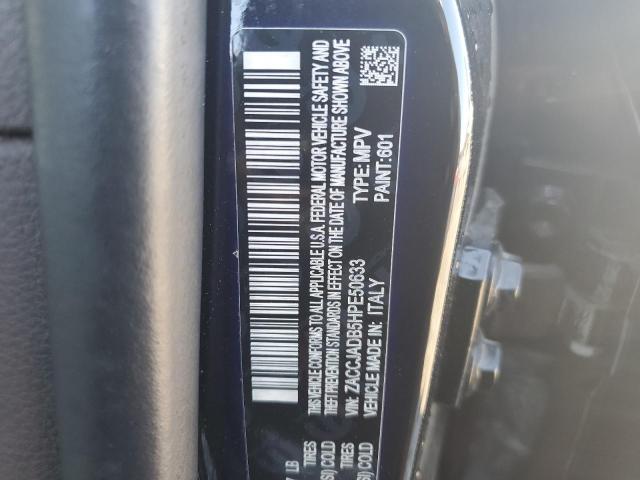 THIS VEHICLE CONFIRMS TO ALL APPLICABLE U.S.A. FEDERAL MOTOR VEHICLE SAFETY AND
THEFT PREVENTION STANDARDS IN EFFECT ON THE DATE OF MANUFACTURE SHOWN ABOVE
VIN: ZACCJADB5HPE50633 TYPE: MPV
VEHICLE MADE IN: ITALY PAINT: 601
LB
TIRES
COLD
TIRES
COLD